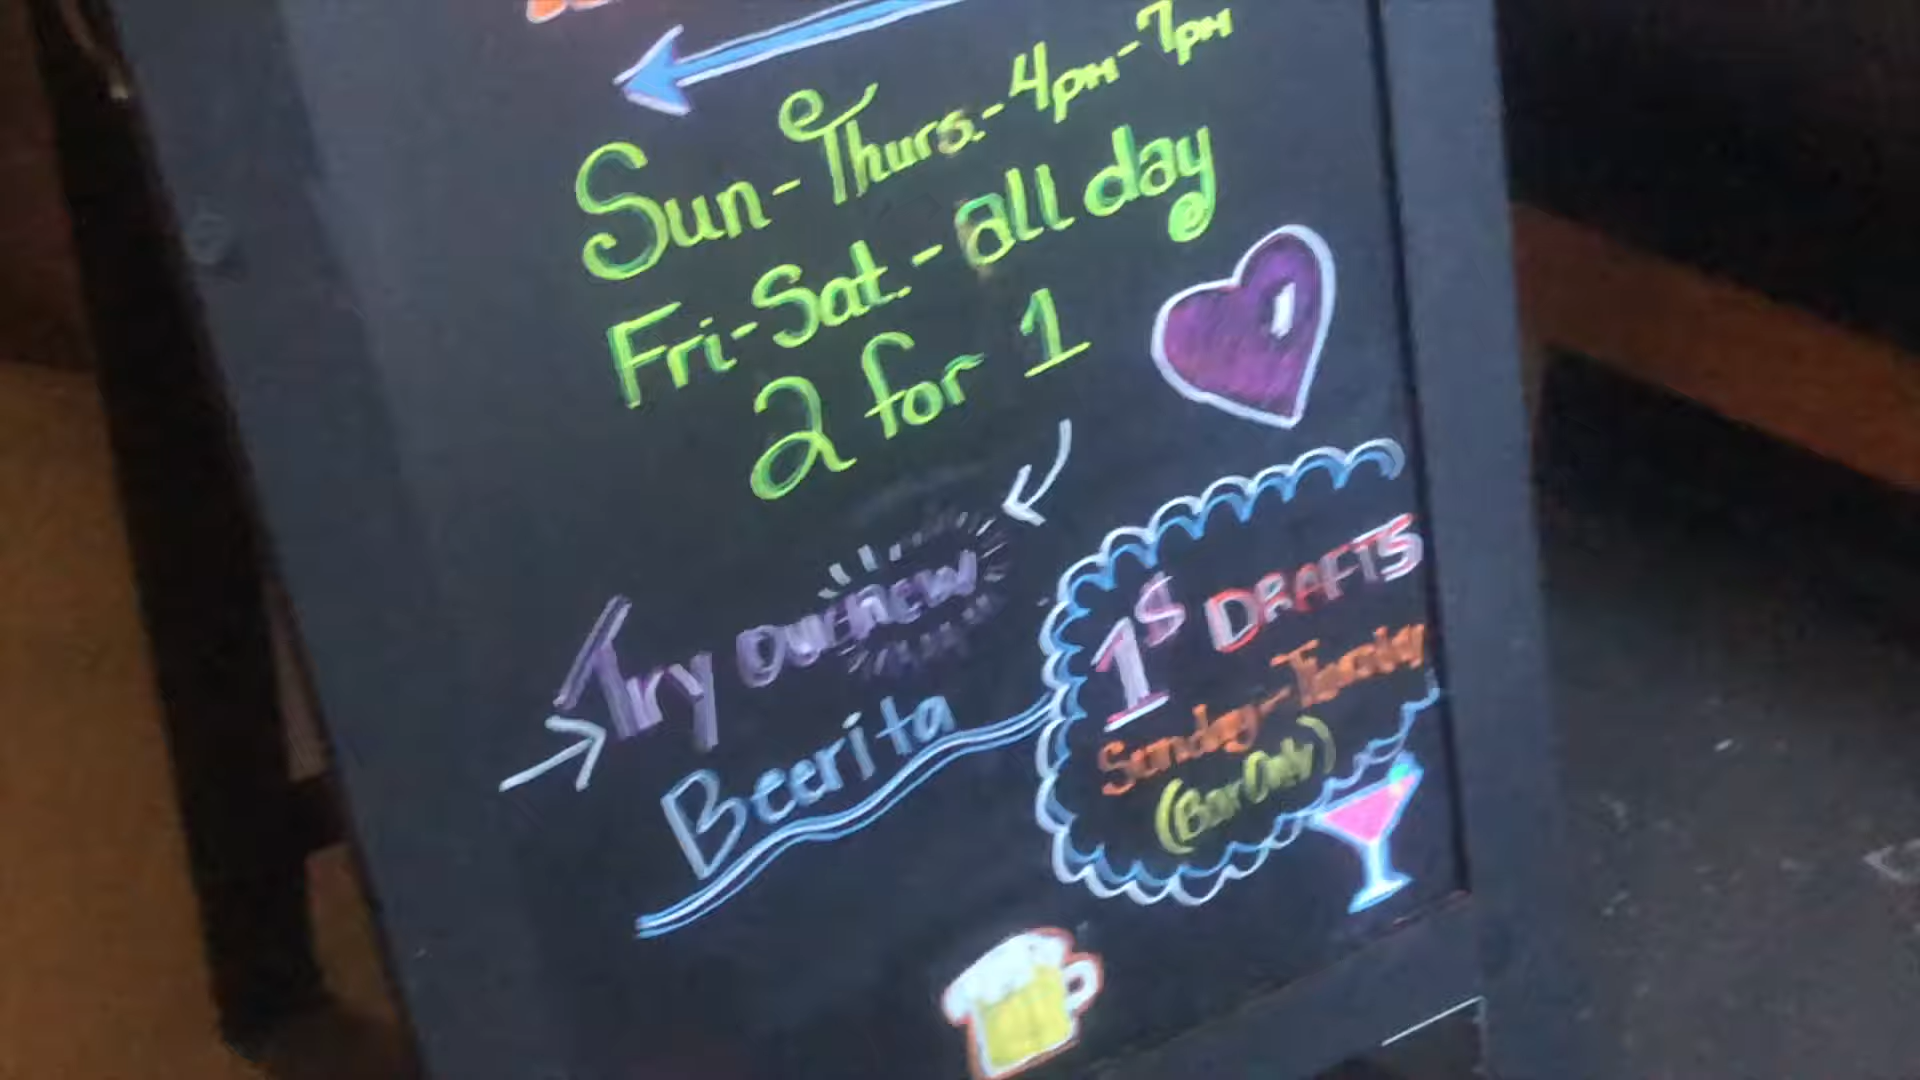 Sun-Thurs.-4pm-7pm
Fri-Sat.-all day
2 for 1
Try our new
Beerita
1$ DRAFTS
Sunday-Thursday
(Bar Only)